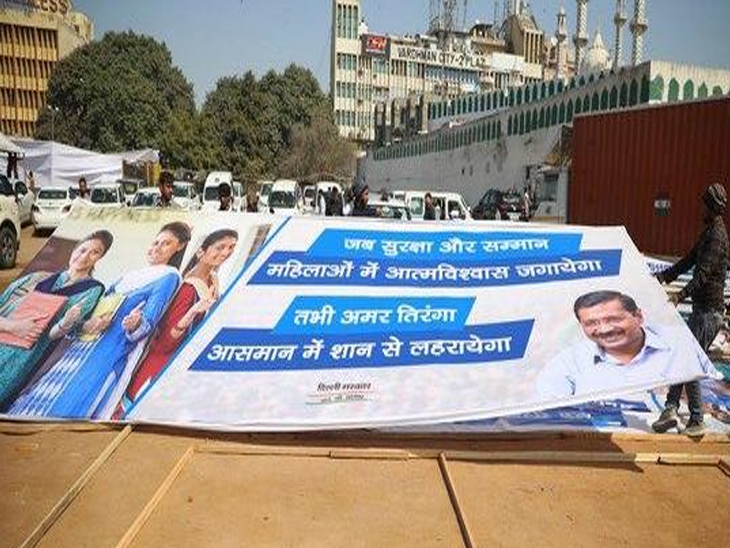 VARDHMAN CITY-2 PLAZA
जब सुरक्षा और सम्मान
महिलाओं में आत्मविश्वास जगायेगा
तभी अमर तिरंगा
आसमान में शान से लहरायेगा
दिल्ली सरकार